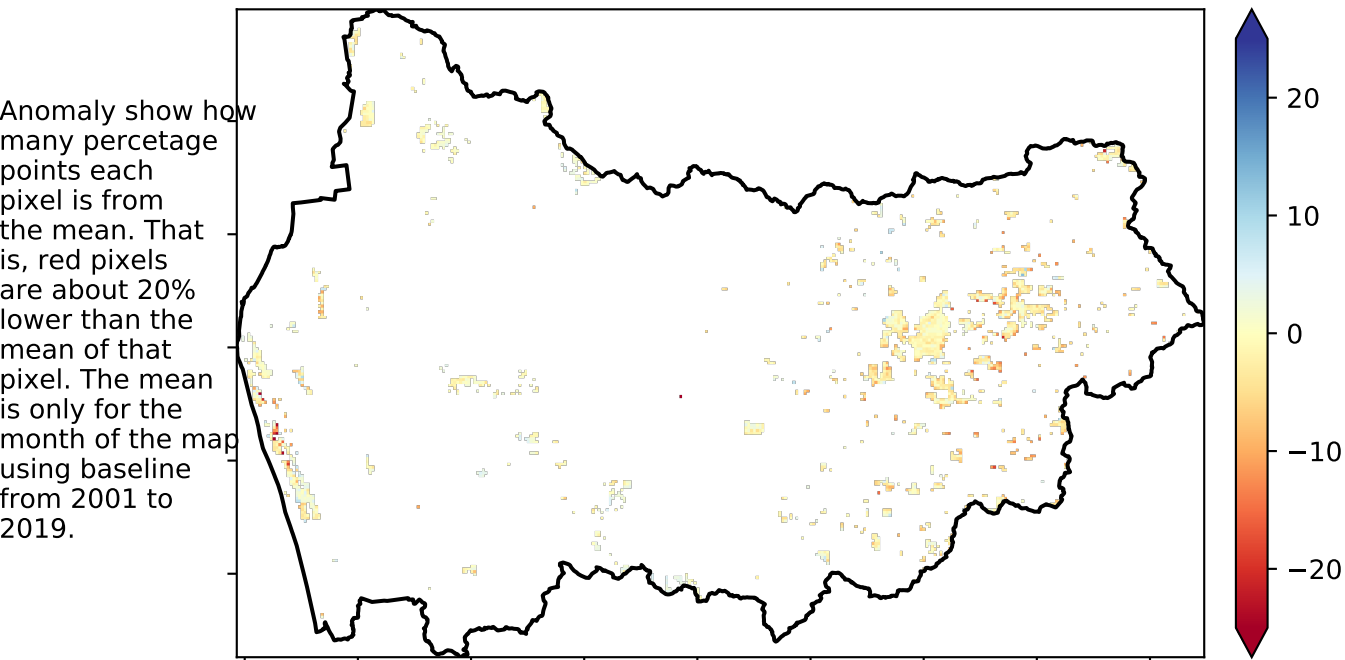 Anomaly show how
many percetage
points each
pixel is from
the mean. That
is, red pixels
are about 20%
lower than the
mean of that
pixel. The mean
is only for the
month of the map
using baseline
from 2001 to
2019.
20
10
0
−10
−20